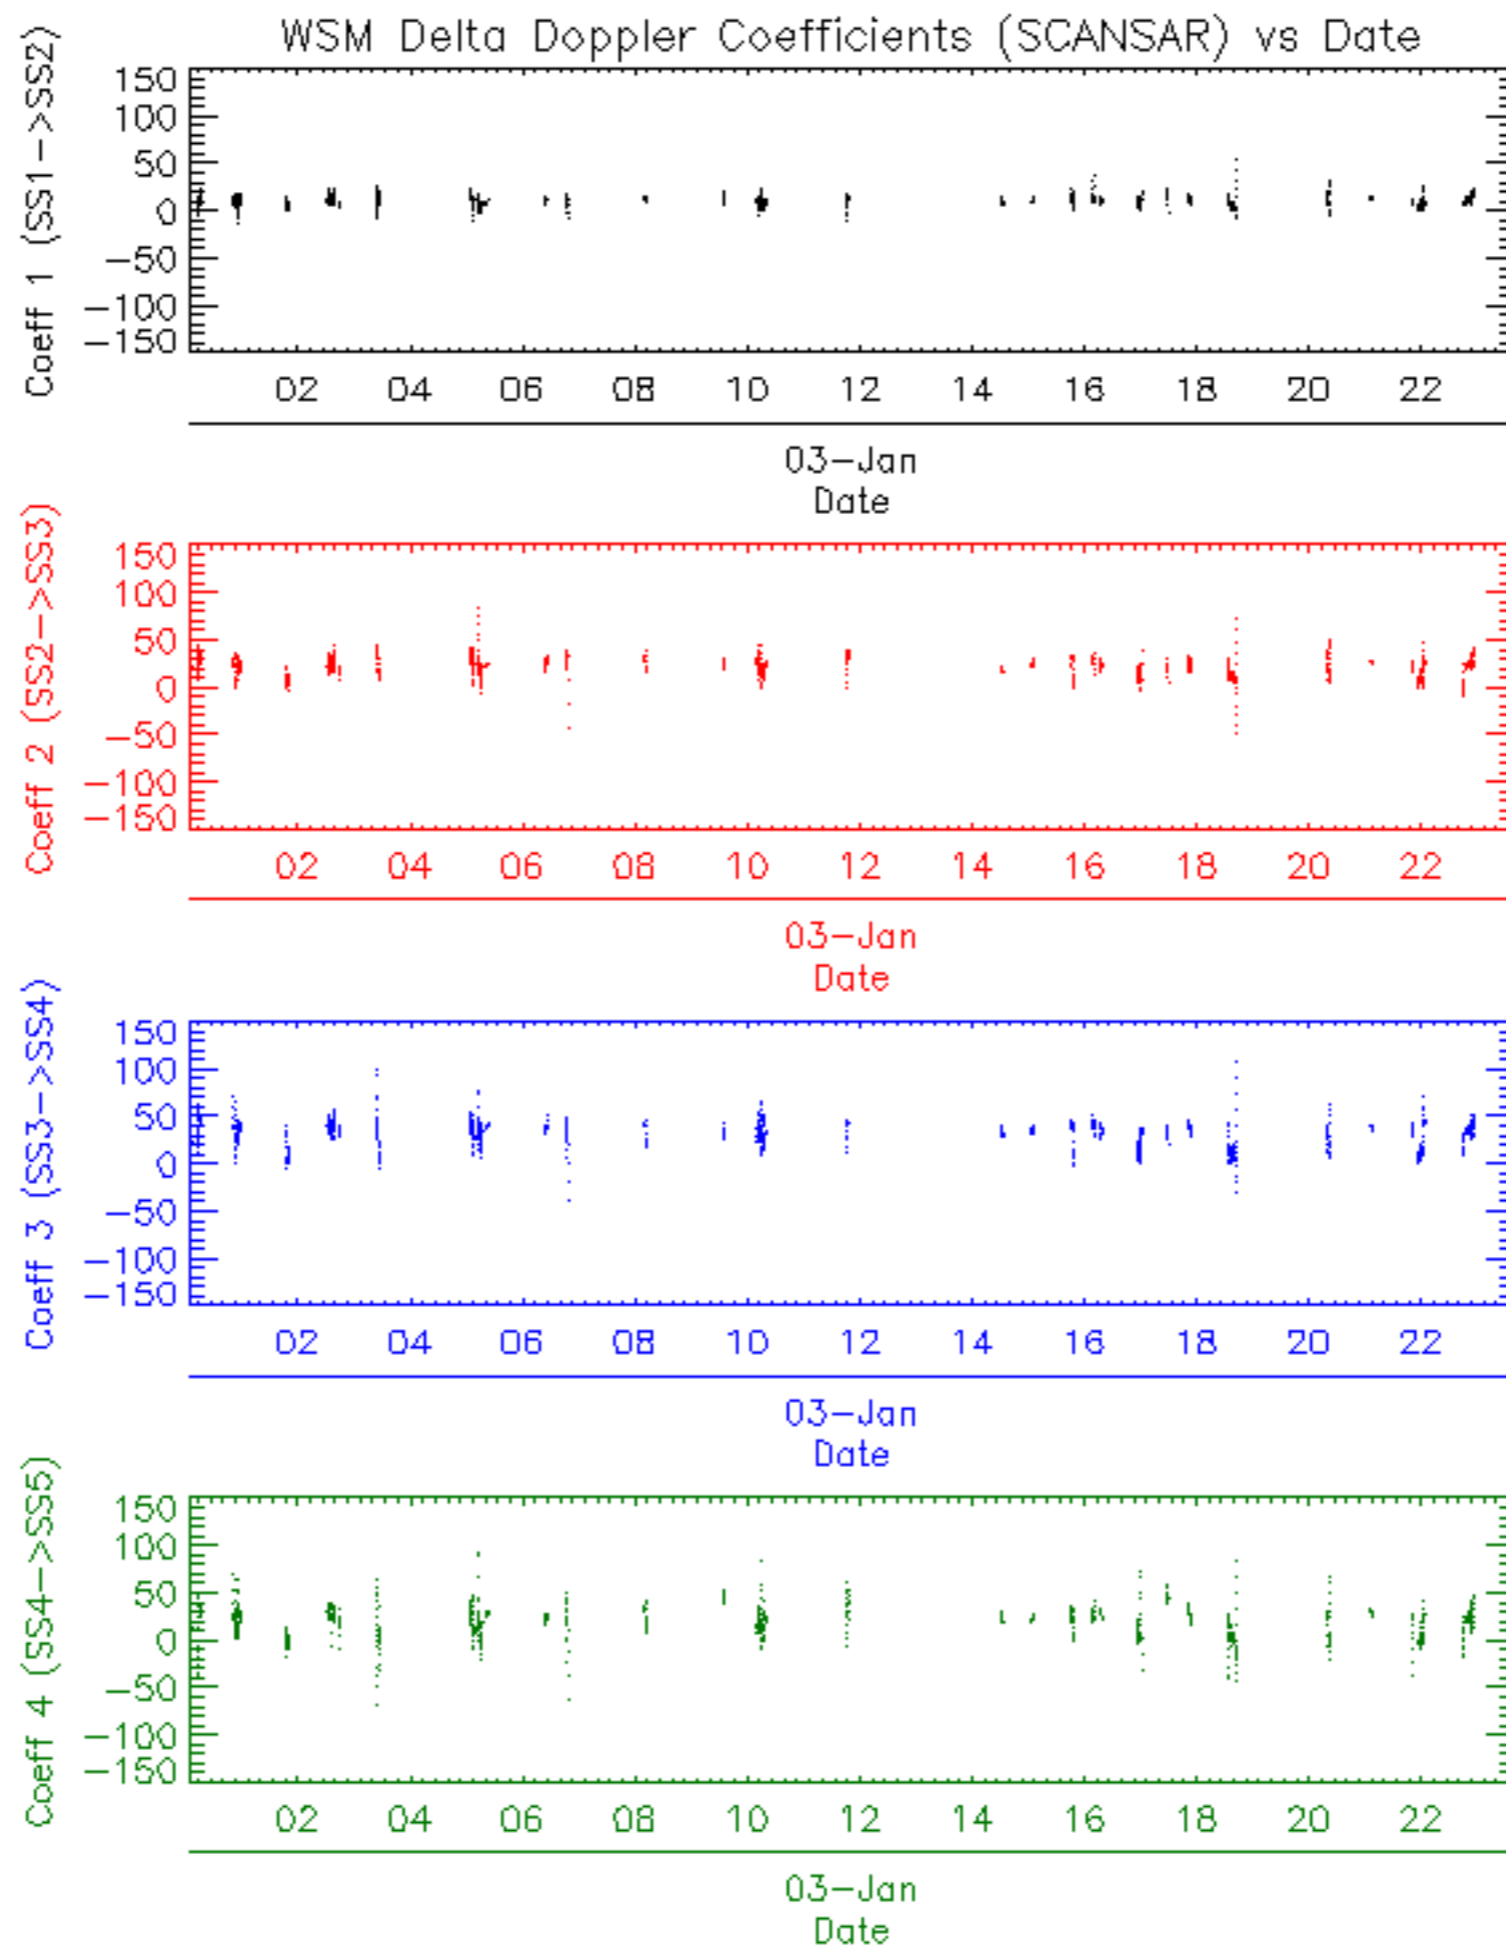 WSM Delta Doppler Coefficients (SCANSAR) vs Date
Coeff 1 (SS1->SS2)
150
100
50
0
-50
-100
-150
02 04 06 08 10 12 14 16 18 20 22
03-Jan
Date
Coeff 2 (SS2->SS3)
150
100
50
0
-50
-100
-150
02 04 06 08 10 12 14 16 18 20 22
03-Jan
Date
Coeff 3 (SS3->SS4)
150
100
50
0
-50
-100
-150
02 04 06 08 10 12 14 16 18 20 22
03-Jan
Date
Coeff 4 (SS4->SS5)
150
100
50
0
-50
-100
-150
02 04 06 08 10 12 14 16 18 20 22
03-Jan
Date